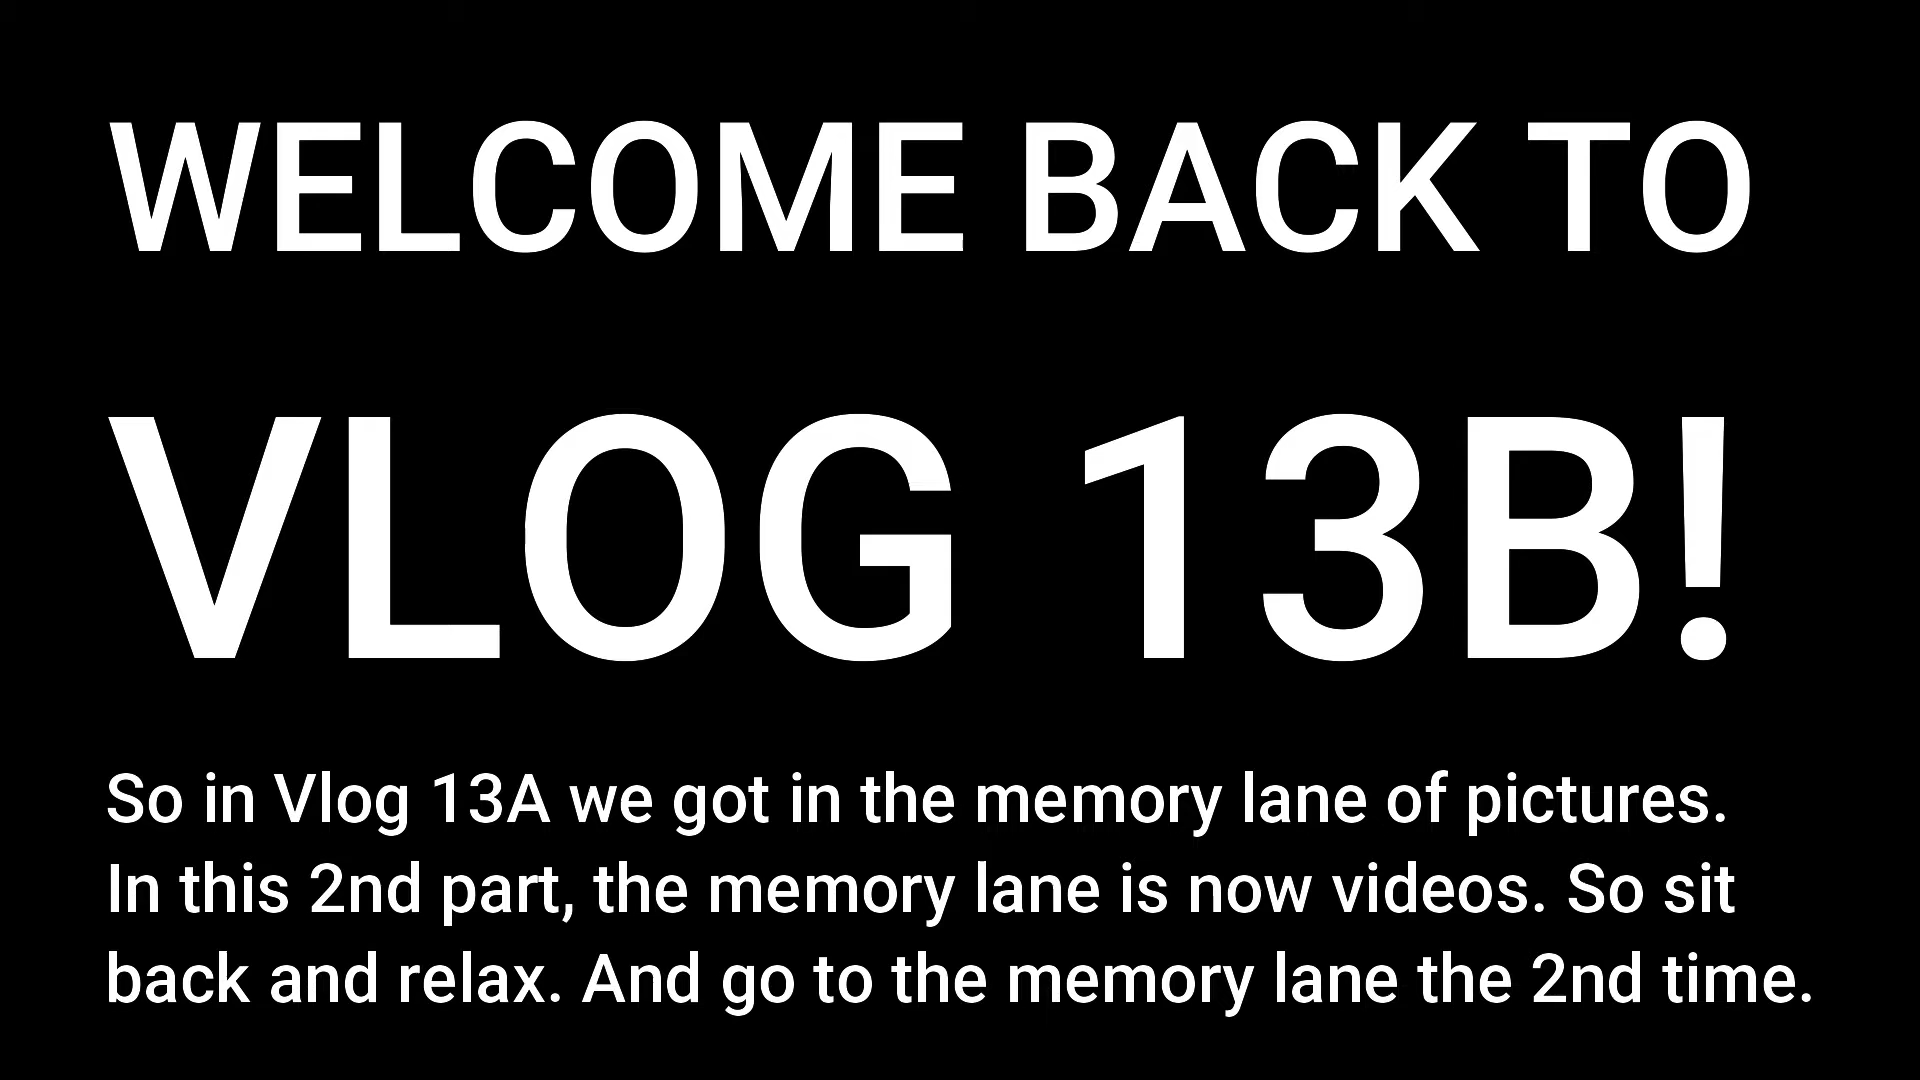 WELCOME BACK TO
VLOG 13B!
So in Vlog 13A we got in the memory lane of pictures.
In this 2nd part, the memory lane is now videos. So sit
back and relax. And go to the memory lane the 2nd time.